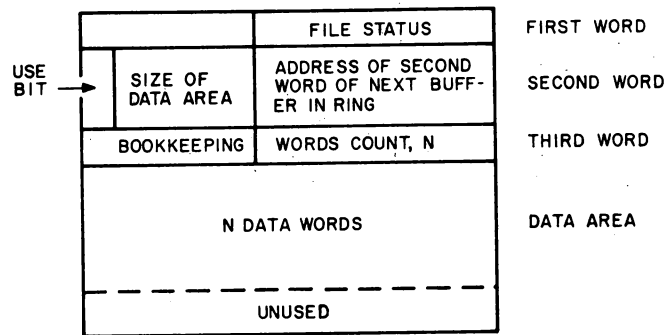 FILE STATUS
FIRST WORD
USE BIT
SIZE OF DATA AREA
ADDRESS OF SECOND WORD OF NEXT BUFF-
ER IN RING
SECOND WORD
BOOKKEEPING
WORDS COUNT, N
THIRD WORD
N DATA WORDS
DATA AREA
UNUSED